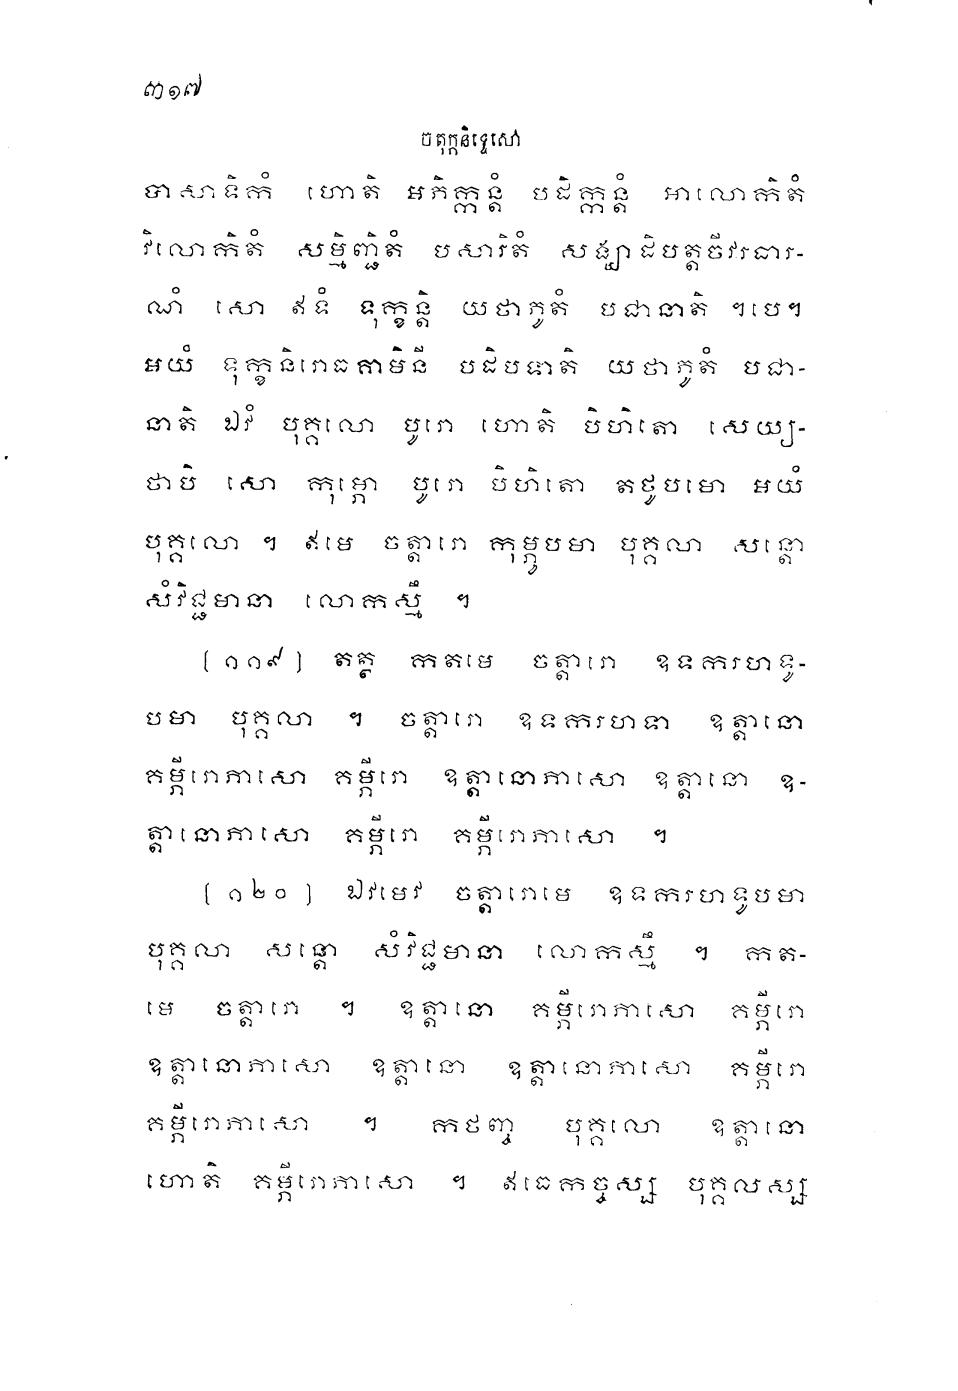 ៣១៧
ចតុក្កនិទ្ទេសោ
បាសាទិកំ ហោតិ អភិក្កន្តំ បដិក្កន្តំ អាលោកិតំ
វិលោកិតំ សម្មិញ្ជិតំ បសារិតំ សង្ឃាដិបត្តចីវរធារ-
ណំ សោ ឥទំ ទុក្ខន្តិ យថាភូតំ បជានាតិ ។បេ។
អយំ ទុក្ខនិរោធគាមិនី បដិបទាតិ យថាភូតំ បជា-
នាតិ ឯវំ បុគ្គលោ បូរោ ហោតិ បិហិតោ សេយ្យ-
ថាបិ សោ កុម្ភោ បូរោ បិហិតោ តថូបមោ អយំ
បុគ្គលោ ។ ឥមេ ចត្តារោ កុម្ភូបមា បុគ្គលា សន្តោ
សំវិជ្ជមានា លោកស្មឹ ។
[១១៩] តត្ថ កតមេ ចត្តារោ ឧទករហទូ-
បមា បុគ្គលា ។ ចត្តារោ ឧទករហទា ឧត្តានោ
គម្ភីរោភាសោ គម្ភីរោ ឧត្តានោភាសោ ឧត្តានោ ឧ-
ត្តានោភាសោ គម្ភីរោ គម្ភីរោភាសោ ។
[១២០] ឯវមេវ ចត្តារោមេ ឧទករហទូបមា
បុគ្គលា សន្តោ សំវិជ្ជមានា លោកស្មឹ ។ កត-
មេ ចត្តារោ ។ ឧត្តានោ គម្ភីរោភាសោ គម្ភីរោ
ឧត្តានោភាសោ ឧត្តានោ ឧត្តានោភាសោ គម្ភីរោ
គម្ភីរោភាសោ ។ កថញ្ច បុគ្គលោ ឧត្តានោ
ហោតិ គម្ភីរោភាសោ ។ ឥធេកច្ចស្ស បុគ្គលស្ស